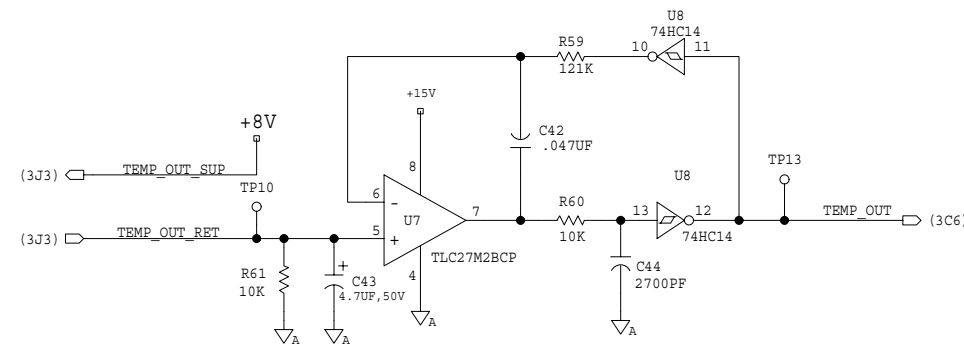 U8
74HC14
R59
10
11
121K
+15V
+8V
C42
.047UF
8
TP13
(3J3)
TEMP_OUT_SUP
TP10
U8
6
-
R60
13
12
TEMP_OUT
U7
7
(3C6)
(3J3)
TEMP_OUT_RET
5
+
10K
74HC14
TLC27M2BCP
R61
10K
+
C43
4.7UF,50V
4
C44
2700PF
A
A
A
A